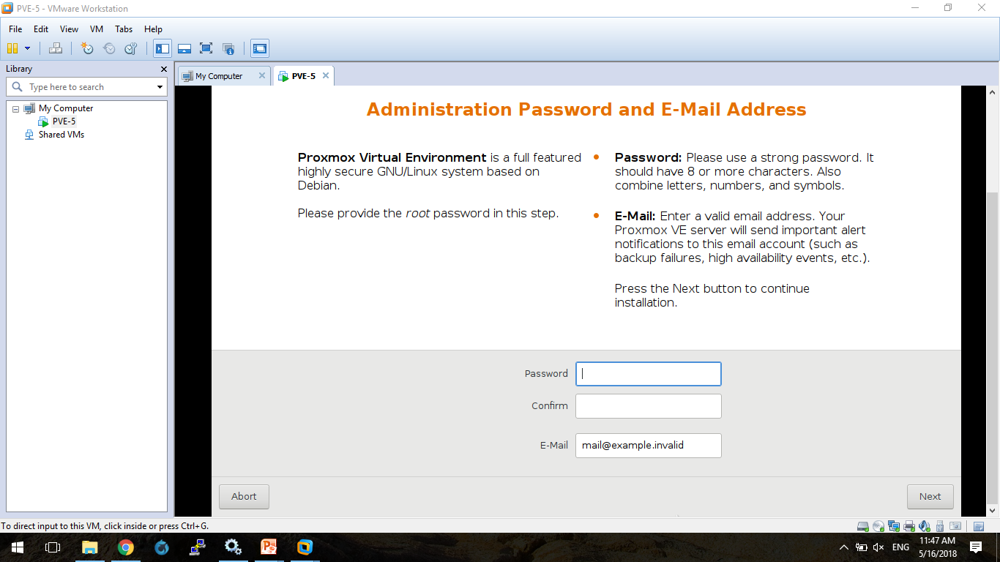 PVE-5 - VMware Workstation
File Edit View VM Tabs Help
Library
Type here to search
My Computer
PVE-5
Shared VMs
My Computer
PVE-5
Administration Password and E-Mail Address
Proxmox Virtual Environment is a full featured
highly secure GNU/Linux system based on
Debian.
Please provide the root password in this step.
Password: Please use a strong password. It
should have 8 or more characters. Also
combine letters, numbers, and symbols.
E-Mail: Enter a valid email address. Your
Proxmox VE server will send important alert
notifications to this email account (such as
backup failures, high availability events, etc.).
Press the Next button to continue
installation.
Password
Confirm
E-Mail mail@example.invalid
Abort Next
To direct input to this VM, click inside or press Ctrl+G.
ENG
11:47 AM
5/16/2018